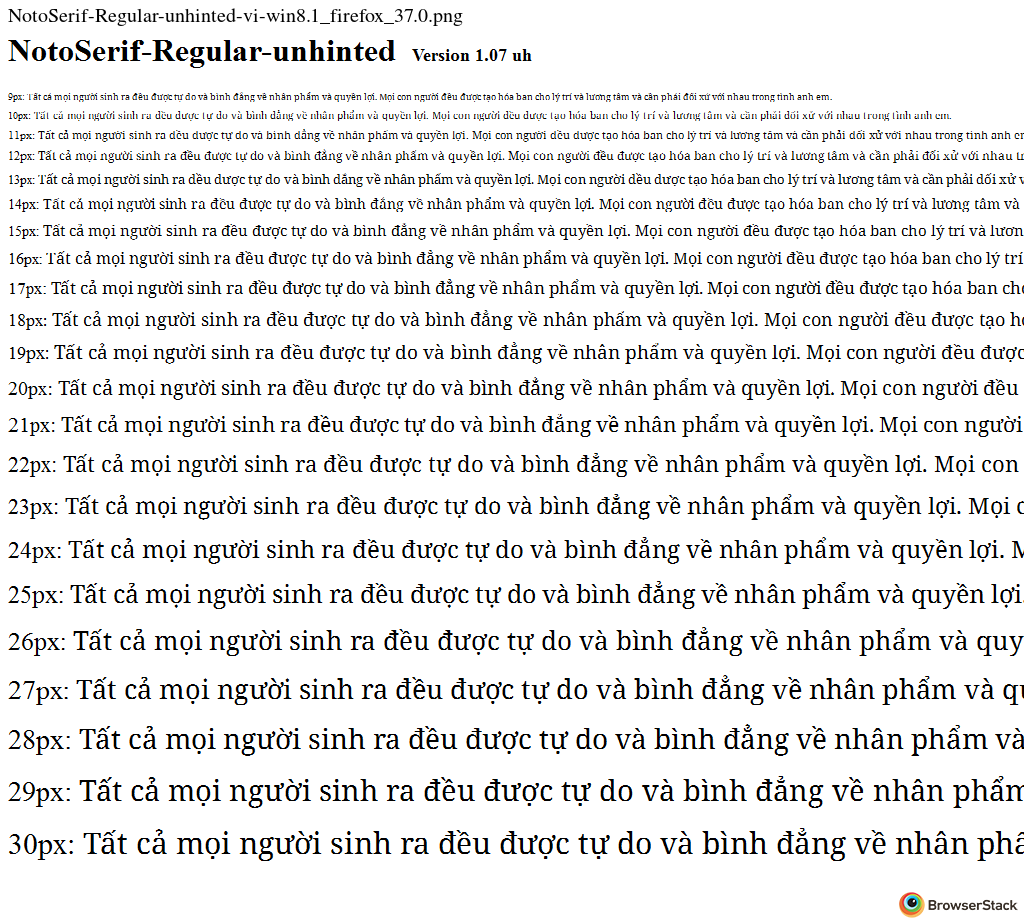 NotoSerif-Regular-unhinted-vi-win8.1_firefox_37.0.png
NotoSerif-Regular-unhinted Version 1.07 uh
9px: Tất cả mọi người sinh ra đều được tự do và bình đẳng về nhân phẩm và quyền lợi. Mọi con người đều được tạo hóa ban cho lý trí và lương tâm và cần phải đối xử với nhau trong tình anh em.
10px: Tất cả mọi người sinh ra đều được tự do và bình đẳng về nhân phẩm và quyền lợi. Mọi con người đều được tạo hóa ban cho lý trí và lương tâm và cần phải đối xử với nhau trong tình anh em.
11px: Tất cả mọi người sinh ra đều được tự do và bình đẳng về nhân phẩm và quyền lợi. Mọi con người đều được tạo hóa ban cho lý trí và lương tâm và cần phải đối xử với nhau trong tình anh
12px: Tất cả mọi người sinh ra đều được tự do và bình đẳng về nhân phẩm và quyền lợi. Mọi con người đều được tạo hóa ban cho lý trí và lương tâm và cần phải đối xử với nhau
13px: Tất cả mọi người sinh ra đều được tự do và bình đẳng về nhân phẩm và quyền lợi. Mọi con người đều được tạo hóa ban cho lý trí và lương tâm và cần phải đối xử
14px: Tất cả mọi người sinh ra đều được tự do và bình đẳng về nhân phẩm và quyền lợi. Mọi con người đều được tạo hóa ban cho lý trí và lương tâm và
15px: Tất cả mọi người sinh ra đều được tự do và bình đẳng về nhân phẩm và quyền lợi. Mọi con người đều được tạo hóa ban cho lý trí và lươn
16px: Tất cả mọi người sinh ra đều được tự do và bình đẳng về nhân phẩm và quyền lợi. Mọi con người đều được tạo hóa ban cho lý trí
17px: Tất cả mọi người sinh ra đều được tự do và bình đẳng về nhân phẩm và quyền lợi. Mọi con người đều được tạo hóa ban ch
18px: Tất cả mọi người sinh ra đều được tự do và bình đẳng về nhân phẩm và quyền lợi. Mọi con người đều được tạo h
19px: Tất cả mọi người sinh ra đều được tự do và bình đẳng về nhân phẩm và quyền lợi. Mọi con người đều được
20px: Tất cả mọi người sinh ra đều được tự do và bình đẳng về nhân phẩm và quyền lợi. Mọi con người đều
21px: Tất cả mọi người sinh ra đều được tự do và bình đẳng về nhân phẩm và quyền lợi. Mọi con người
22px: Tất cả mọi người sinh ra đều được tự do và bình đẳng về nhân phẩm và quyền lợi. Mọi con
23px: Tất cả mọi người sinh ra đều được tự do và bình đẳng về nhân phẩm và quyền lợi. Mọi
24px: Tất cả mọi người sinh ra đều được tự do và bình đẳng về nhân phẩm và quyền lợi.
25px: Tất cả mọi người sinh ra đều được tự do và bình đẳng về nhân phẩm và quyền lợi.
26px: Tất cả mọi người sinh ra đều được tự do và bình đẳng về nhân phẩm và quy
27px: Tất cả mọi người sinh ra đều được tự do và bình đẳng về nhân phẩm và
28px: Tất cả mọi người sinh ra đều được tự do và bình đẳng về nhân phẩm và
29px: Tất cả mọi người sinh ra đều được tự do và bình đẳng về nhân phẩm
30px: Tất cả mọi người sinh ra đều được tự do và bình đẳng về nhân
BrowserStack